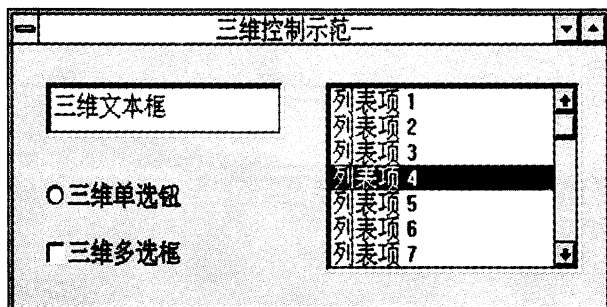 三维控制示范一
三维文本框
三维单选钮
三维多选框
列表项 1
列表项 2
列表项 3
列表项 4
列表项 5
列表项 6
列表项 7